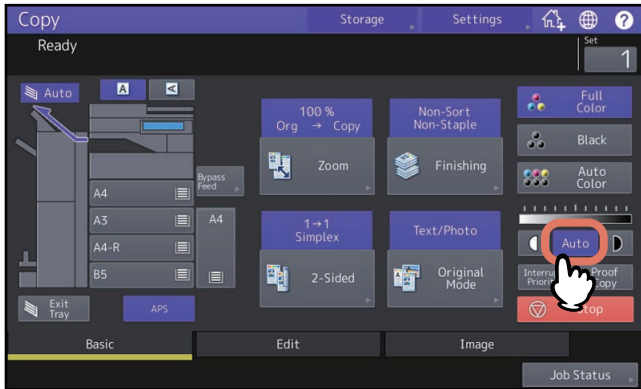 Copy
Storage
Settings
?
Ready
Set
1
Auto
A
A
100 %
Org → Copy
Zoom
Non-Sort
Non-Staple
Finishing
Full
Color
Black
Auto
Color
Bypass
Feed
A4
A3
A4-R
B5
A4
1→1
Simplex
2-Sided
Text/Photo
Original
Mode
Auto
Proof
Copy
Exit
Tray
APS
Stop
Basic
Edit
Image
Job Status